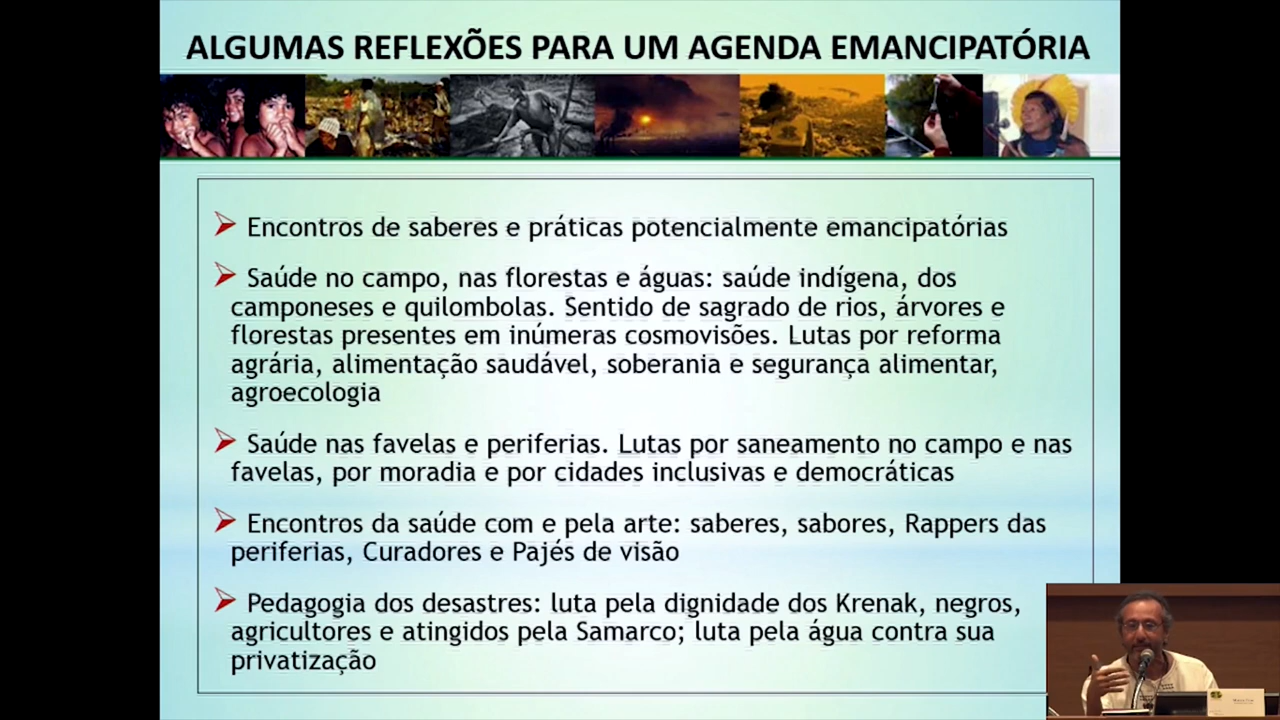 ALGUMAS REFLEXÕES PARA UM AGENDA EMANCIPATÓRIA
Encontros de saberes e práticas potencialmente emancipatórias
Saúde no campo, nas florestas e águas: saúde indígena, dos
camponeses e quilombolas. Sentido de sagrado de rios, árvores e
florestas presentes em inúmeras cosmovisões. Lutas por reforma
agrária, alimentação saudável, soberania e segurança alimentar,
agroecologia
Saúde nas favelas e periferias. Lutas por saneamento no campo e nas
favelas, por moradia e por cidades inclusivas e democráticas
Encontros da saúde com e pela arte: saberes, sabores, Rappers das
periferias, Curadores e Pajés de visão
Pedagogia dos desastres: luta pela dignidade dos Krenak, negros,
agricultores e atingidos pela Samarco; luta pela água contra sua
privatização